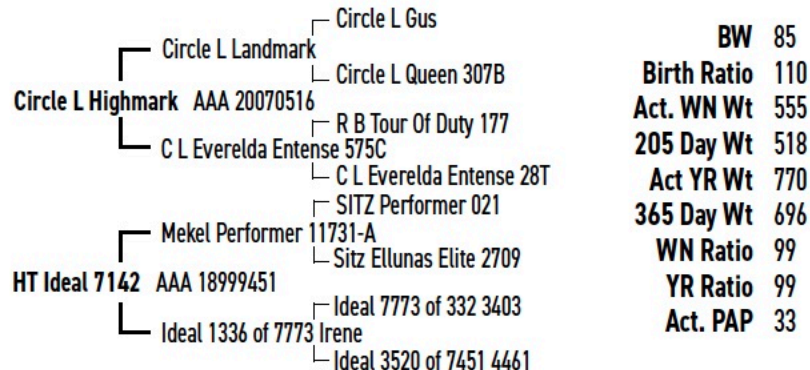 Circle L Gus
Circle L Landmark
Circle L Queen 307B
Circle L Highmark AAA 20070516
R B Tour Of Duty 177
C L Everelda Entense 575C
C L Everelda Entense 28T
SITZ Performer 021
Mekel Performer 11731-A
Sitz Ellunas Elite 2709
HT Ideal 7142 AAA 18999451
Ideal 7773 of 332 3403
Ideal 1336 of 7773 Irene
Ideal 3520 of 7451 4461
BW 85
Birth Ratio 110
Act. WN Wt 555
205 Day Wt 518
Act YR Wt 770
365 Day Wt 696
WN Ratio 99
YR Ratio 99
Act. PAP 33